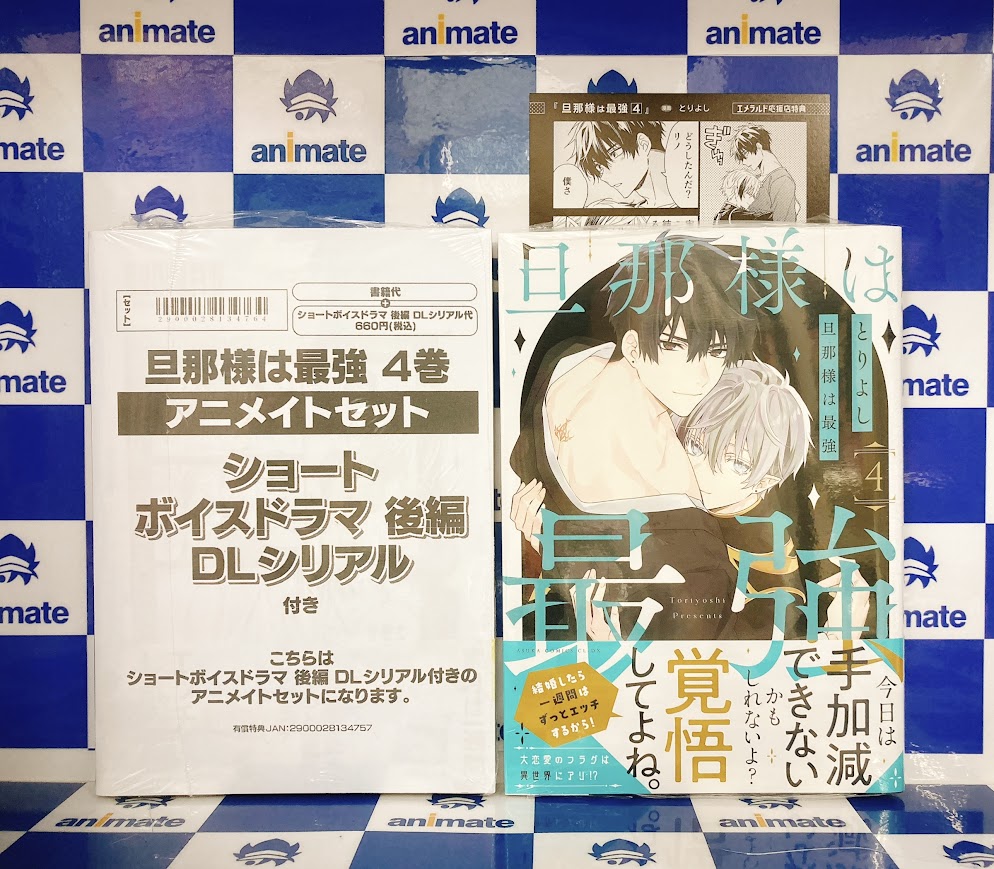 animate
animate
animate
animate
animate
animate
『旦那様は最強4』 漫画 とりよし エメラルド応援店特典
どうしたんだ?
リノ
僕さ
ぎゅっ
【セット】
2900028134764
書籍代
+
ショートボイスドラマ 後編 DLシリアル代
660円(税込)
旦那様は最強 4巻
アニメイトセット
ショート
ボイスドラマ 後編
DLシリアル
付き
こちらは
ショートボイスドラマ 後編 DLシリアル付きの
アニメイトセットになります。
有償特典JAN:2900028134757
旦那様は
最強
とりよし
旦那様は最強
【4】
Toriyoshi
Presents
ASUKA COMICS CL-DX
今日は
手加減
できない
かも
しれないよ?
覚悟
してよね。
結婚したら
一週間は
ずっとエッチ
するから!
大恋愛のフラグは
異世界にアリ!?
animate
animate
animate
animate
animate
animate
animate